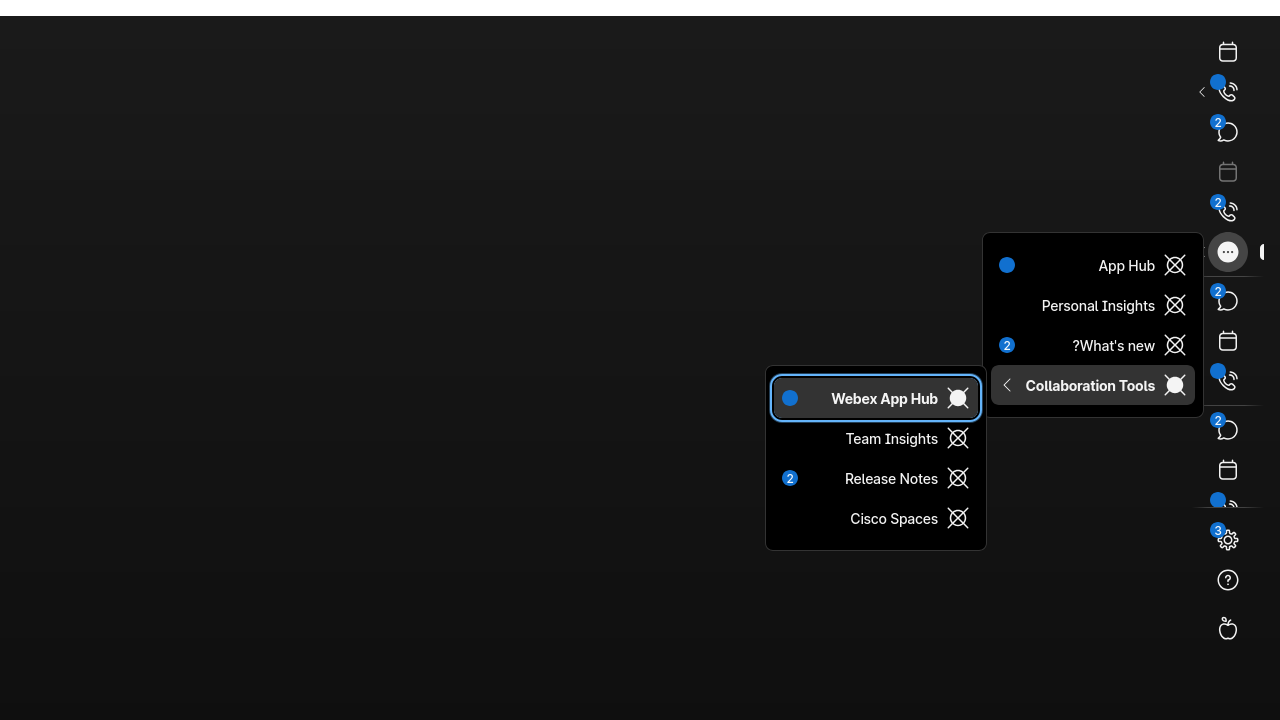 2
2
App Hub
Personal Insights
?What's new
2
Collaboration Tools
Webex App Hub
Team Insights
Release Notes
2
Cisco Spaces
2
2
3